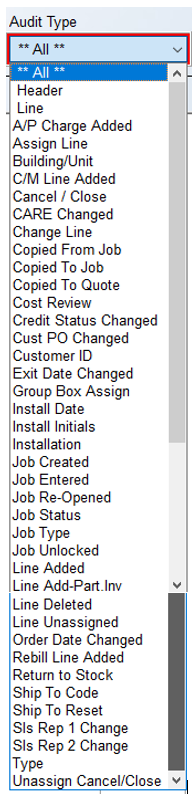 Audit Type
** All **
** All **
Header
Line
A/P Charge Added
Assign Line
Building/Unit
C/M Line Added
Cancel / Close
CARE Changed
Change Line
Copied From Job
Copied To Job
Copied To Quote
Cost Review
Credit Status Changed
Cust PO Changed
Customer ID
Exit Date Changed
Group Box Assign
Install Date
Install Initials
Installation
Job Created
Job Entered
Job Re-Opened
Job Status
Job Type
Job Unlocked
Line Added
Line Add-Part.Inv
Line Deleted
Line Unassigned
Order Date Changed
Rebill Line Added
Return to Stock
Ship To Code
Ship To Reset
Sls Rep 1 Change
Sls Rep 2 Change
Type
Unassign Cancel/Close